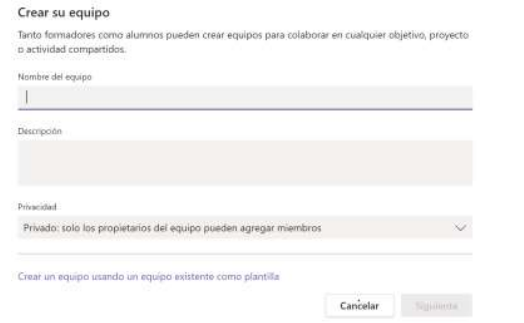 Crear su equipo
Tanto formadores como alumnos pueden crear equipos para colaborar en cualquier objetivo, proyecto
o actividad compartidos.
Nombre del equipo
Descripción
Privacidad
Privado: solo los propietarios del equipo pueden agregar miembros
Crear un equipo usando un equipo existente como plantilla
Cancelar
Siguiente